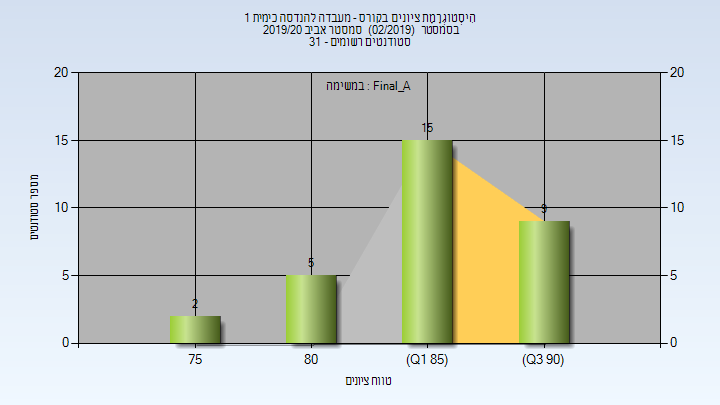 היסטוגרמת ציונים בקורס - מעבדה להנדסה כימית 1
בסמסטר (02/2019) סמסטר אביב 2019/20
סטודנטים רשומים - 31
במשימה : Final_A
20 20
15 15
10 10
5 5
0 0
מספר סטודנטים
2
5
15
9
75 80 (Q1 85) (Q3 90)
טווח ציונים